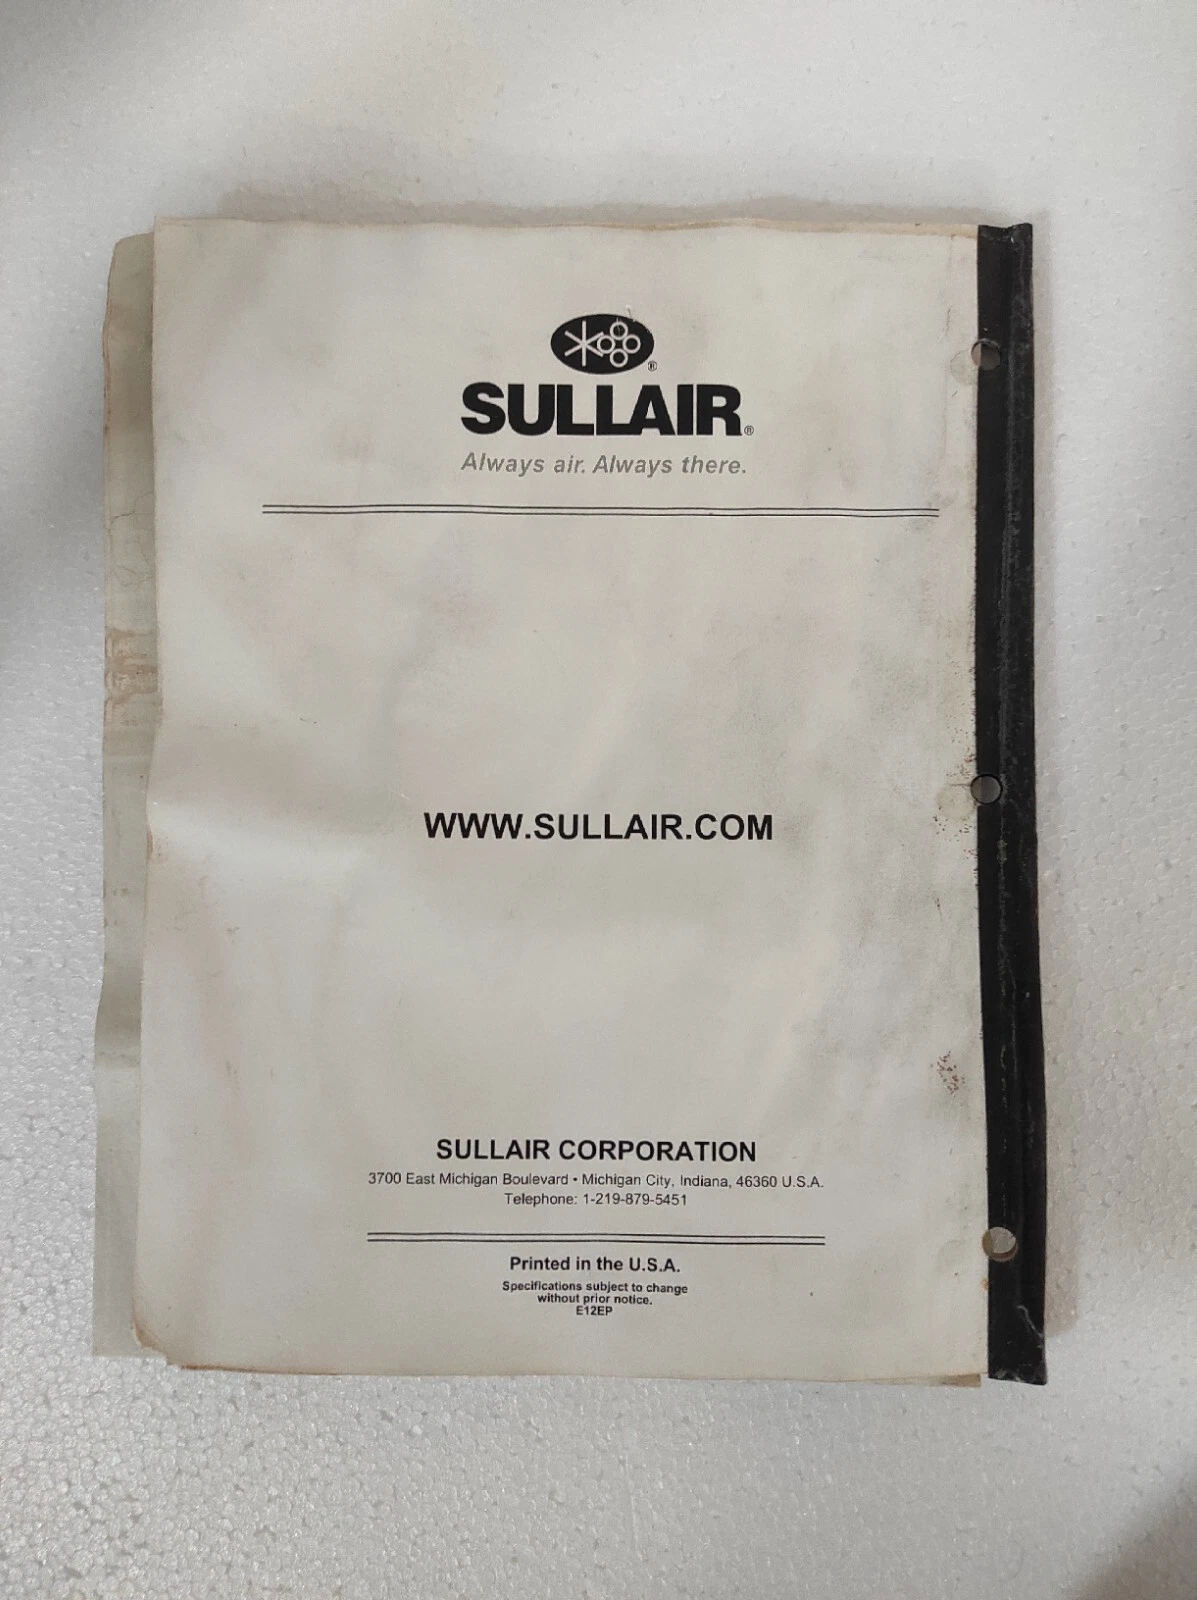 SULLAIR®
Always air. Always there.
WWW.SULLAIR.COM
SULLAIR CORPORATION
3700 East Michigan Boulevard • Michigan City, Indiana, 46360 U.S.A.
Telephone: 1-219-879-5451
Printed in the U.S.A.
Specifications subject to change
without prior notice.
E12EP